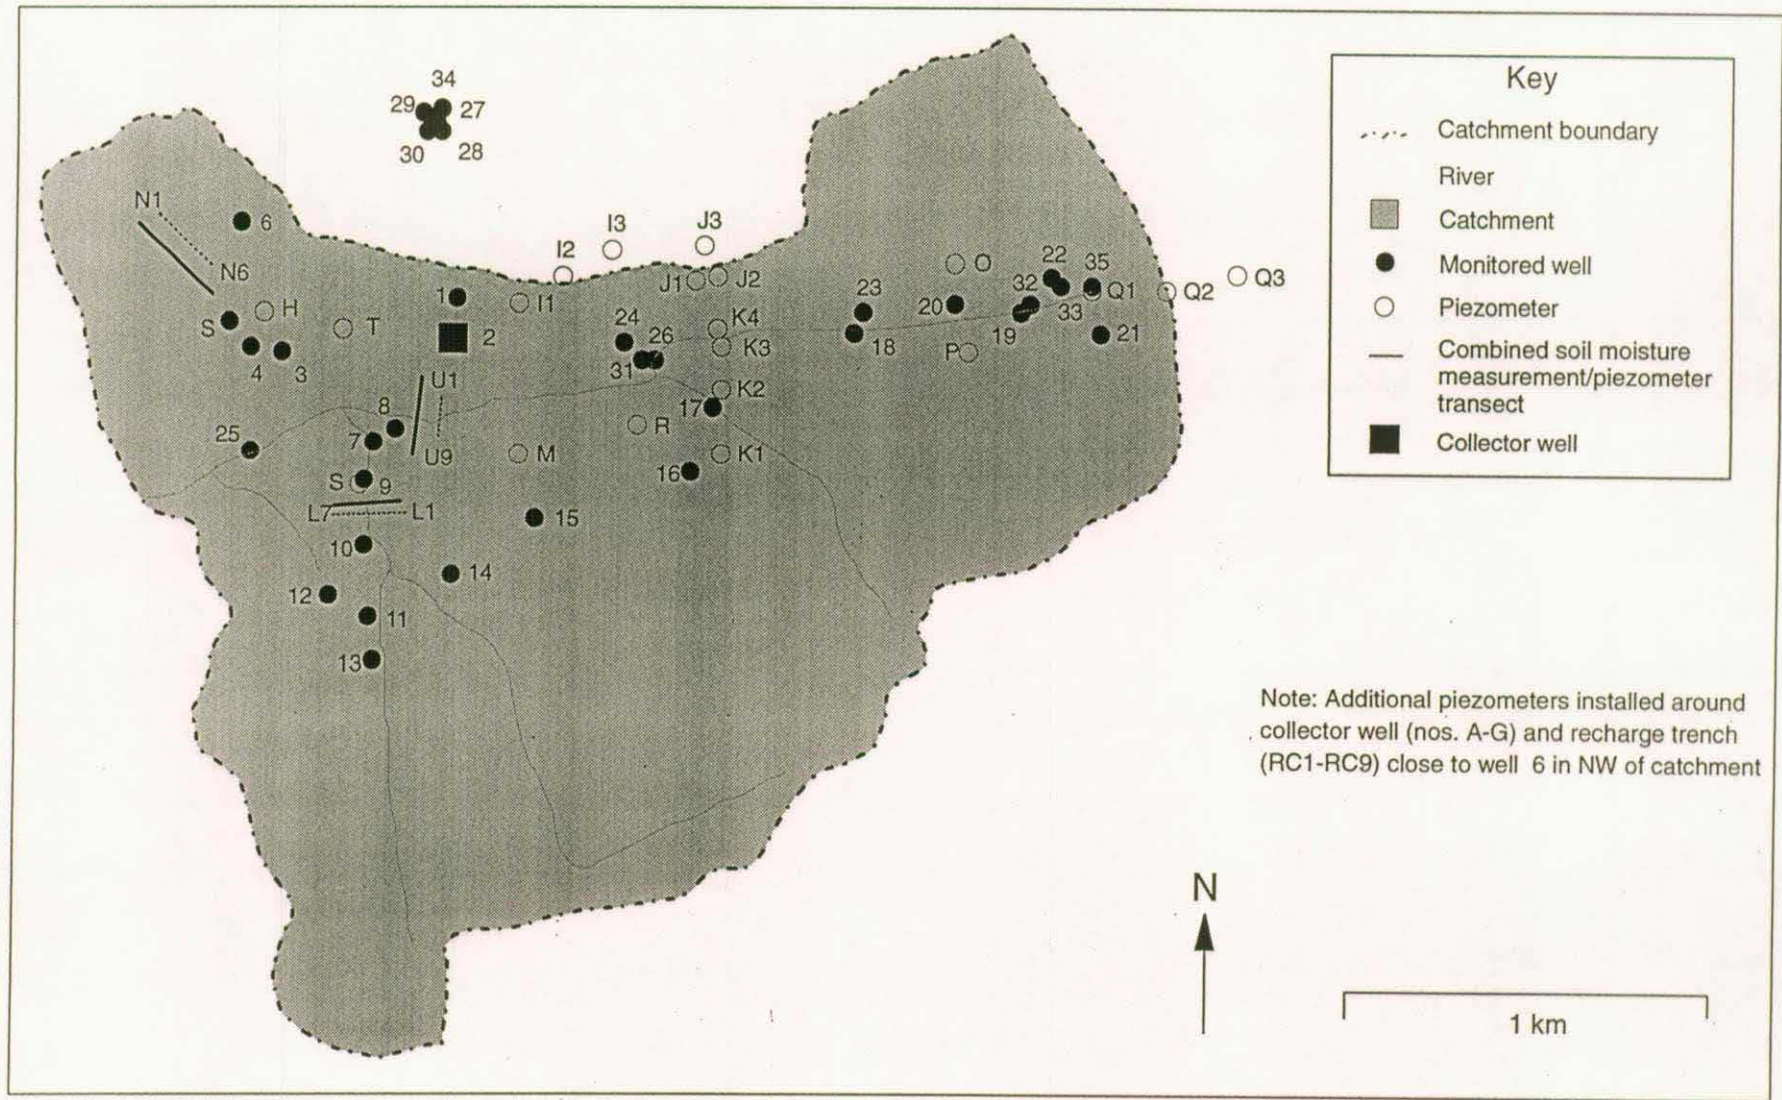 34
29
27
30
28
Key
Catchment boundary
River
Catchment
Monitored well
Piezometer
Combined soil moisture
measurement/piezometer
transect
Collector well
N1
6
N6
I2
I3
J3
J1
J2
O
22
35
Q1
Q2
Q3
S
H
T
1
I1
2
24
26
31
K4
K3
23
18
20
32
19
33
21
P
4
3
U1
K2
17
8
7
U9
25
R
M
K1
16
S
9
L7
L1
15
10
14
12
11
13
Note: Additional piezometers installed around
collector well (nos. A-G) and recharge trench
(RC1-RC9) close to well 6 in NW of catchment
N
1 km